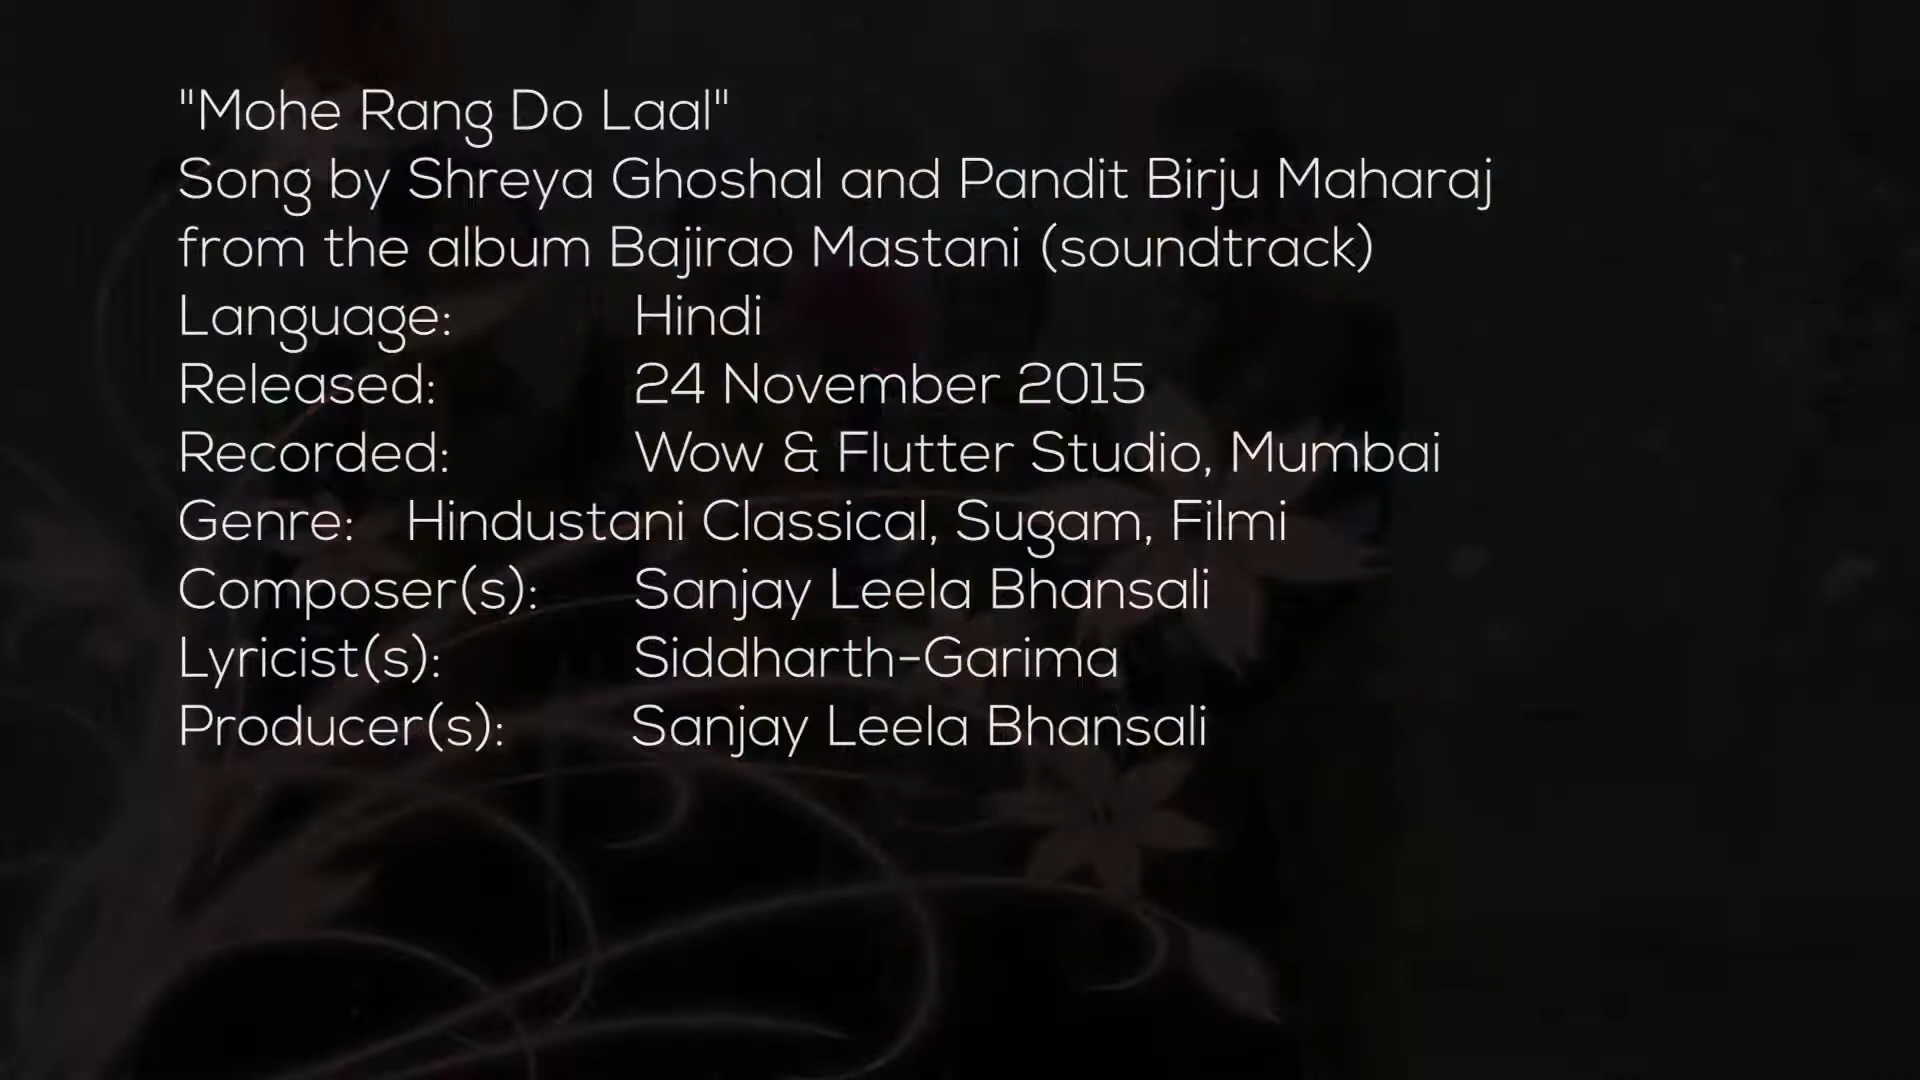 "Mohe Rang Do Laal"
Song by Shreya Ghoshal and Pandit Birju Maharaj
from the album Bajirao Mastani (soundtrack)
Language: Hindi
Released: 24 November 2015
Recorded: Wow & Flutter Studio, Mumbai
Genre: Hindustani Classical, Sugam, Filmi
Composer(s): Sanjay Leela Bhansali
Lyricist(s): Siddharth-Garima
Producer(s): Sanjay Leela Bhansali